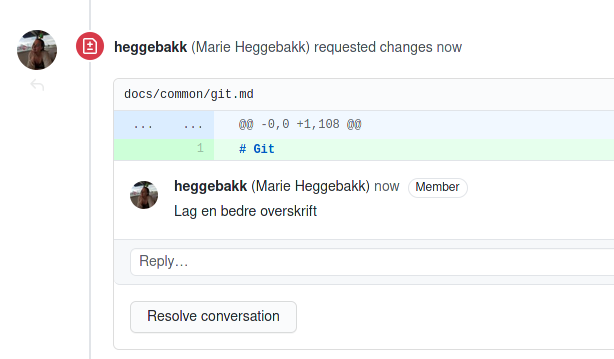 heggebakk (Marie Heggebakk) requested changes now
docs/common/git.md
... ... @@ -0,0 +1,108 @@
1 # Git
heggebakk (Marie Heggebakk) now Member
Lag en bedre overskrift
Reply...
Resolve conversation